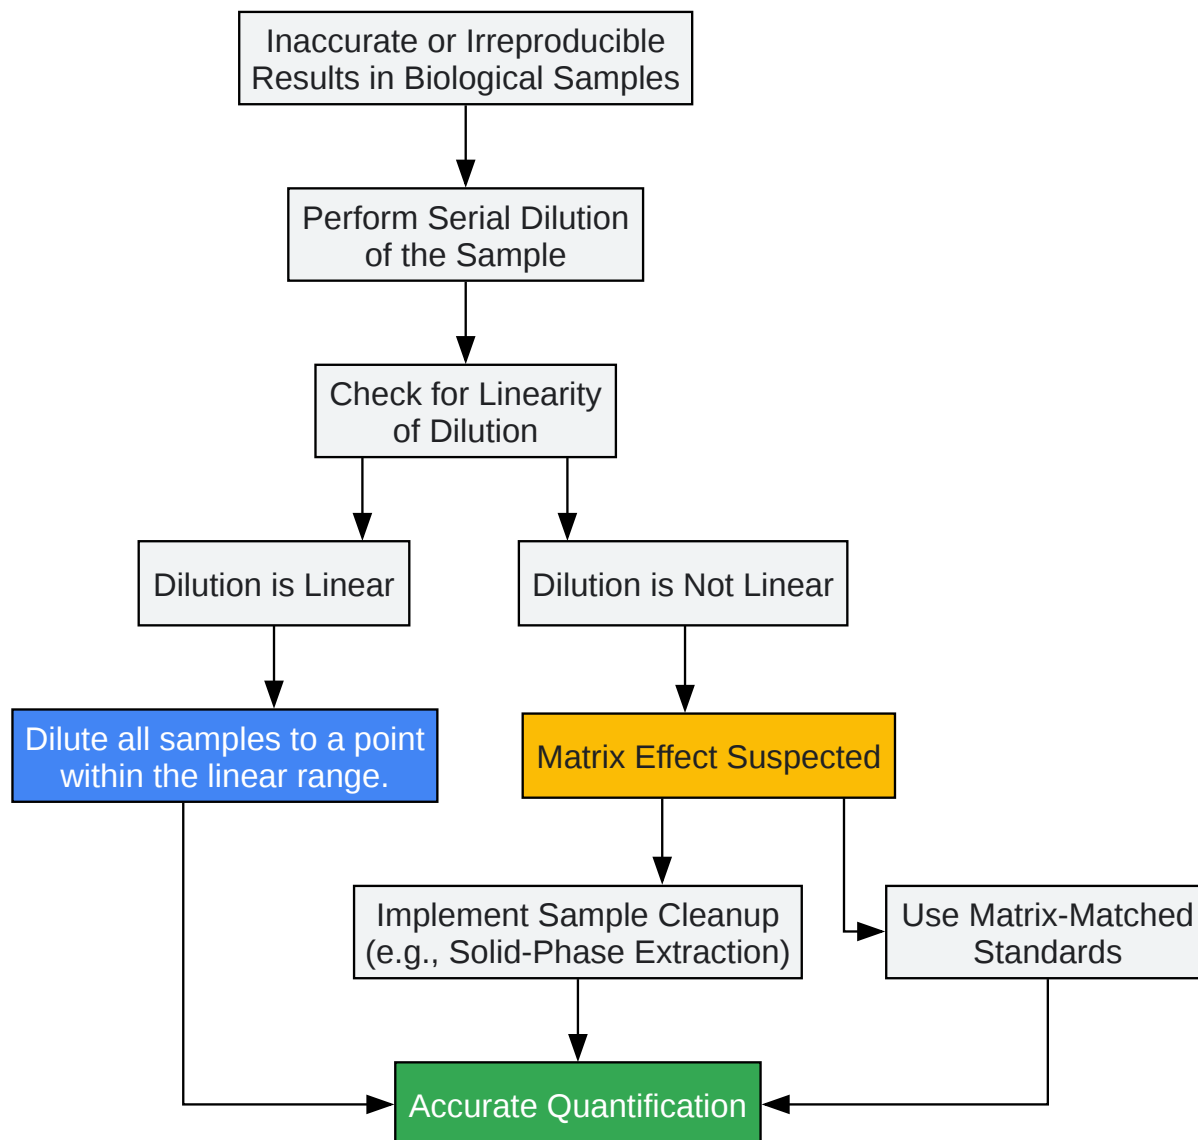 Inaccurate or Irreproducible
Results in Biological Samples
Perform Serial Dilution
of the Sample
Check for Linearity
of Dilution
Dilution is Linear
Dilution is Not Linear
Dilute all samples to a point
within the linear range.
Matrix Effect Suspected
Implement Sample Cleanup
(e.g., Solid-Phase Extraction)
Use Matrix-Matched
Standards
Accurate Quantification